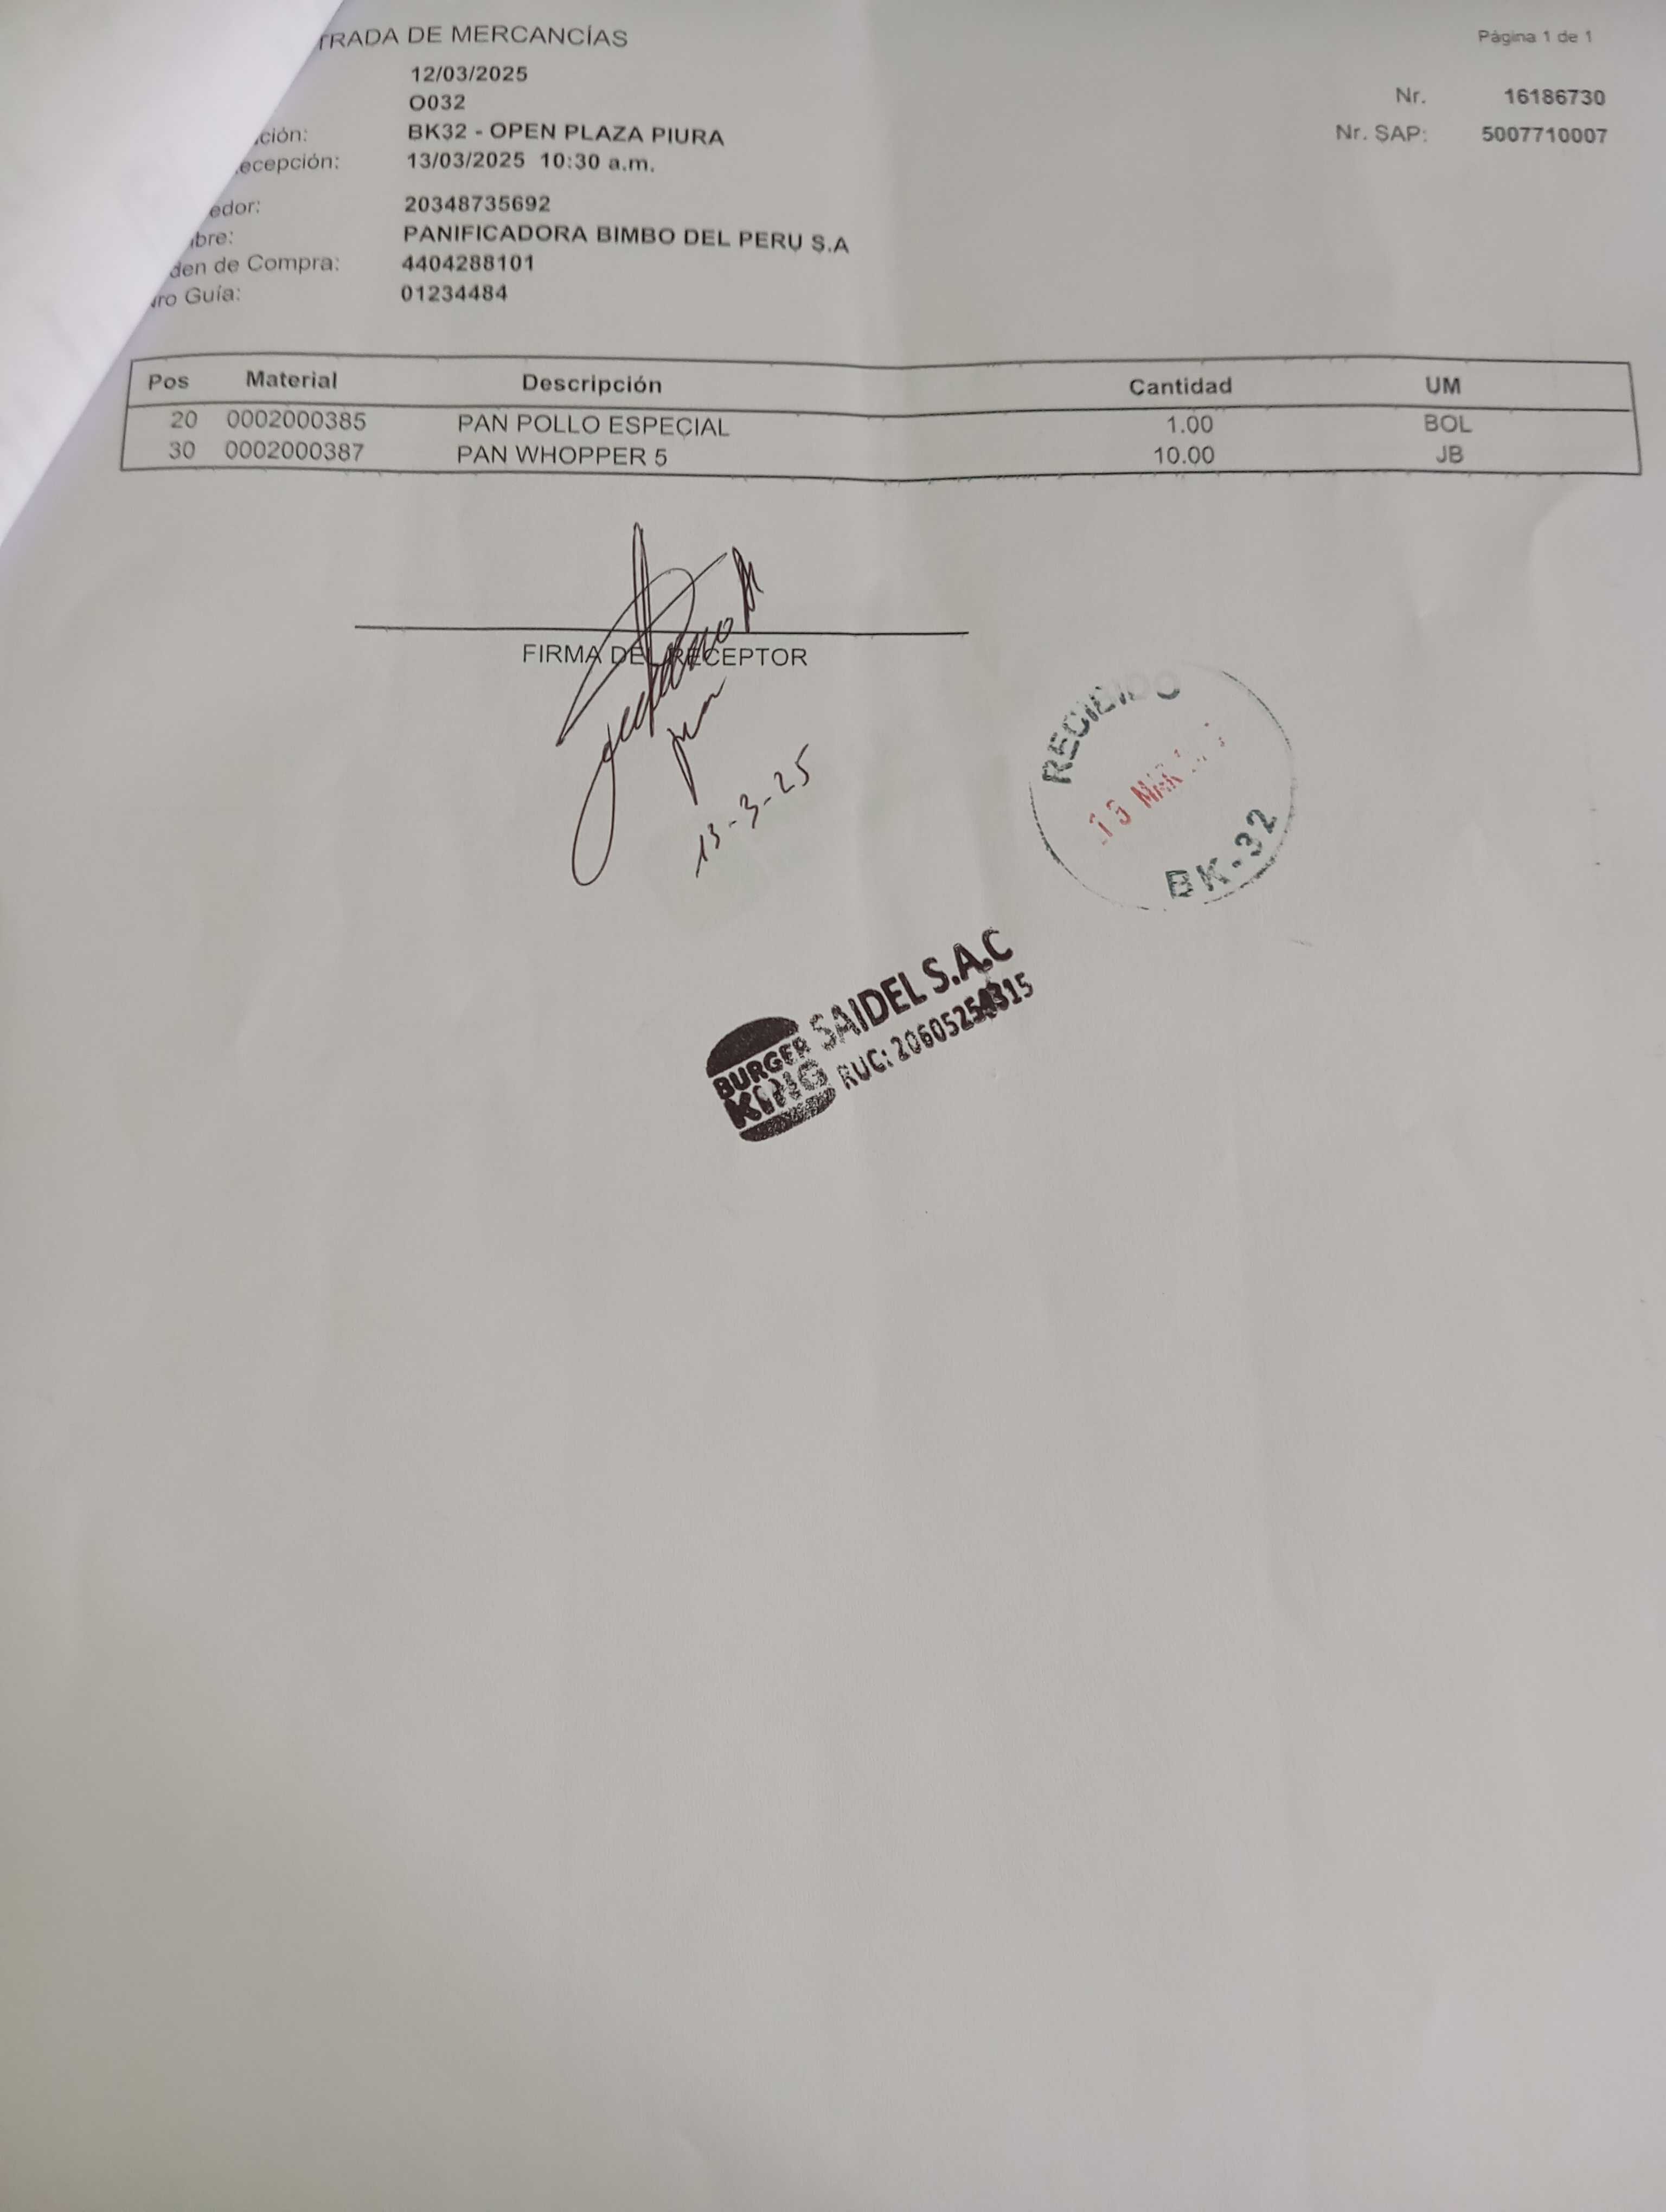 TRADA DE MERCANCÍAS
Página 1 de 1
12/03/2025
O032
Nr. 16186730
ción: BK32 - OPEN PLAZA PIURA
Nr. SAP: 5007710007
ecepción: 13/03/2025 10:30 a.m.
edor: 20348735692
bre: PANIFICADORA BIMBO DEL PERU S.A
den de Compra: 4404288101
ro Guía: 01234484
Pos Material Descripción Cantidad UM
20 0002000385 PAN POLLO ESPECIAL 1.00 BOL
30 0002000387 PAN WHOPPER 5 10.00 JB
FIRMA DEL RECEPTOR
13-3-25
RECIBIDO
MAR
BK-32
BURGER KING
SAIDEL S.A.C
RUC: